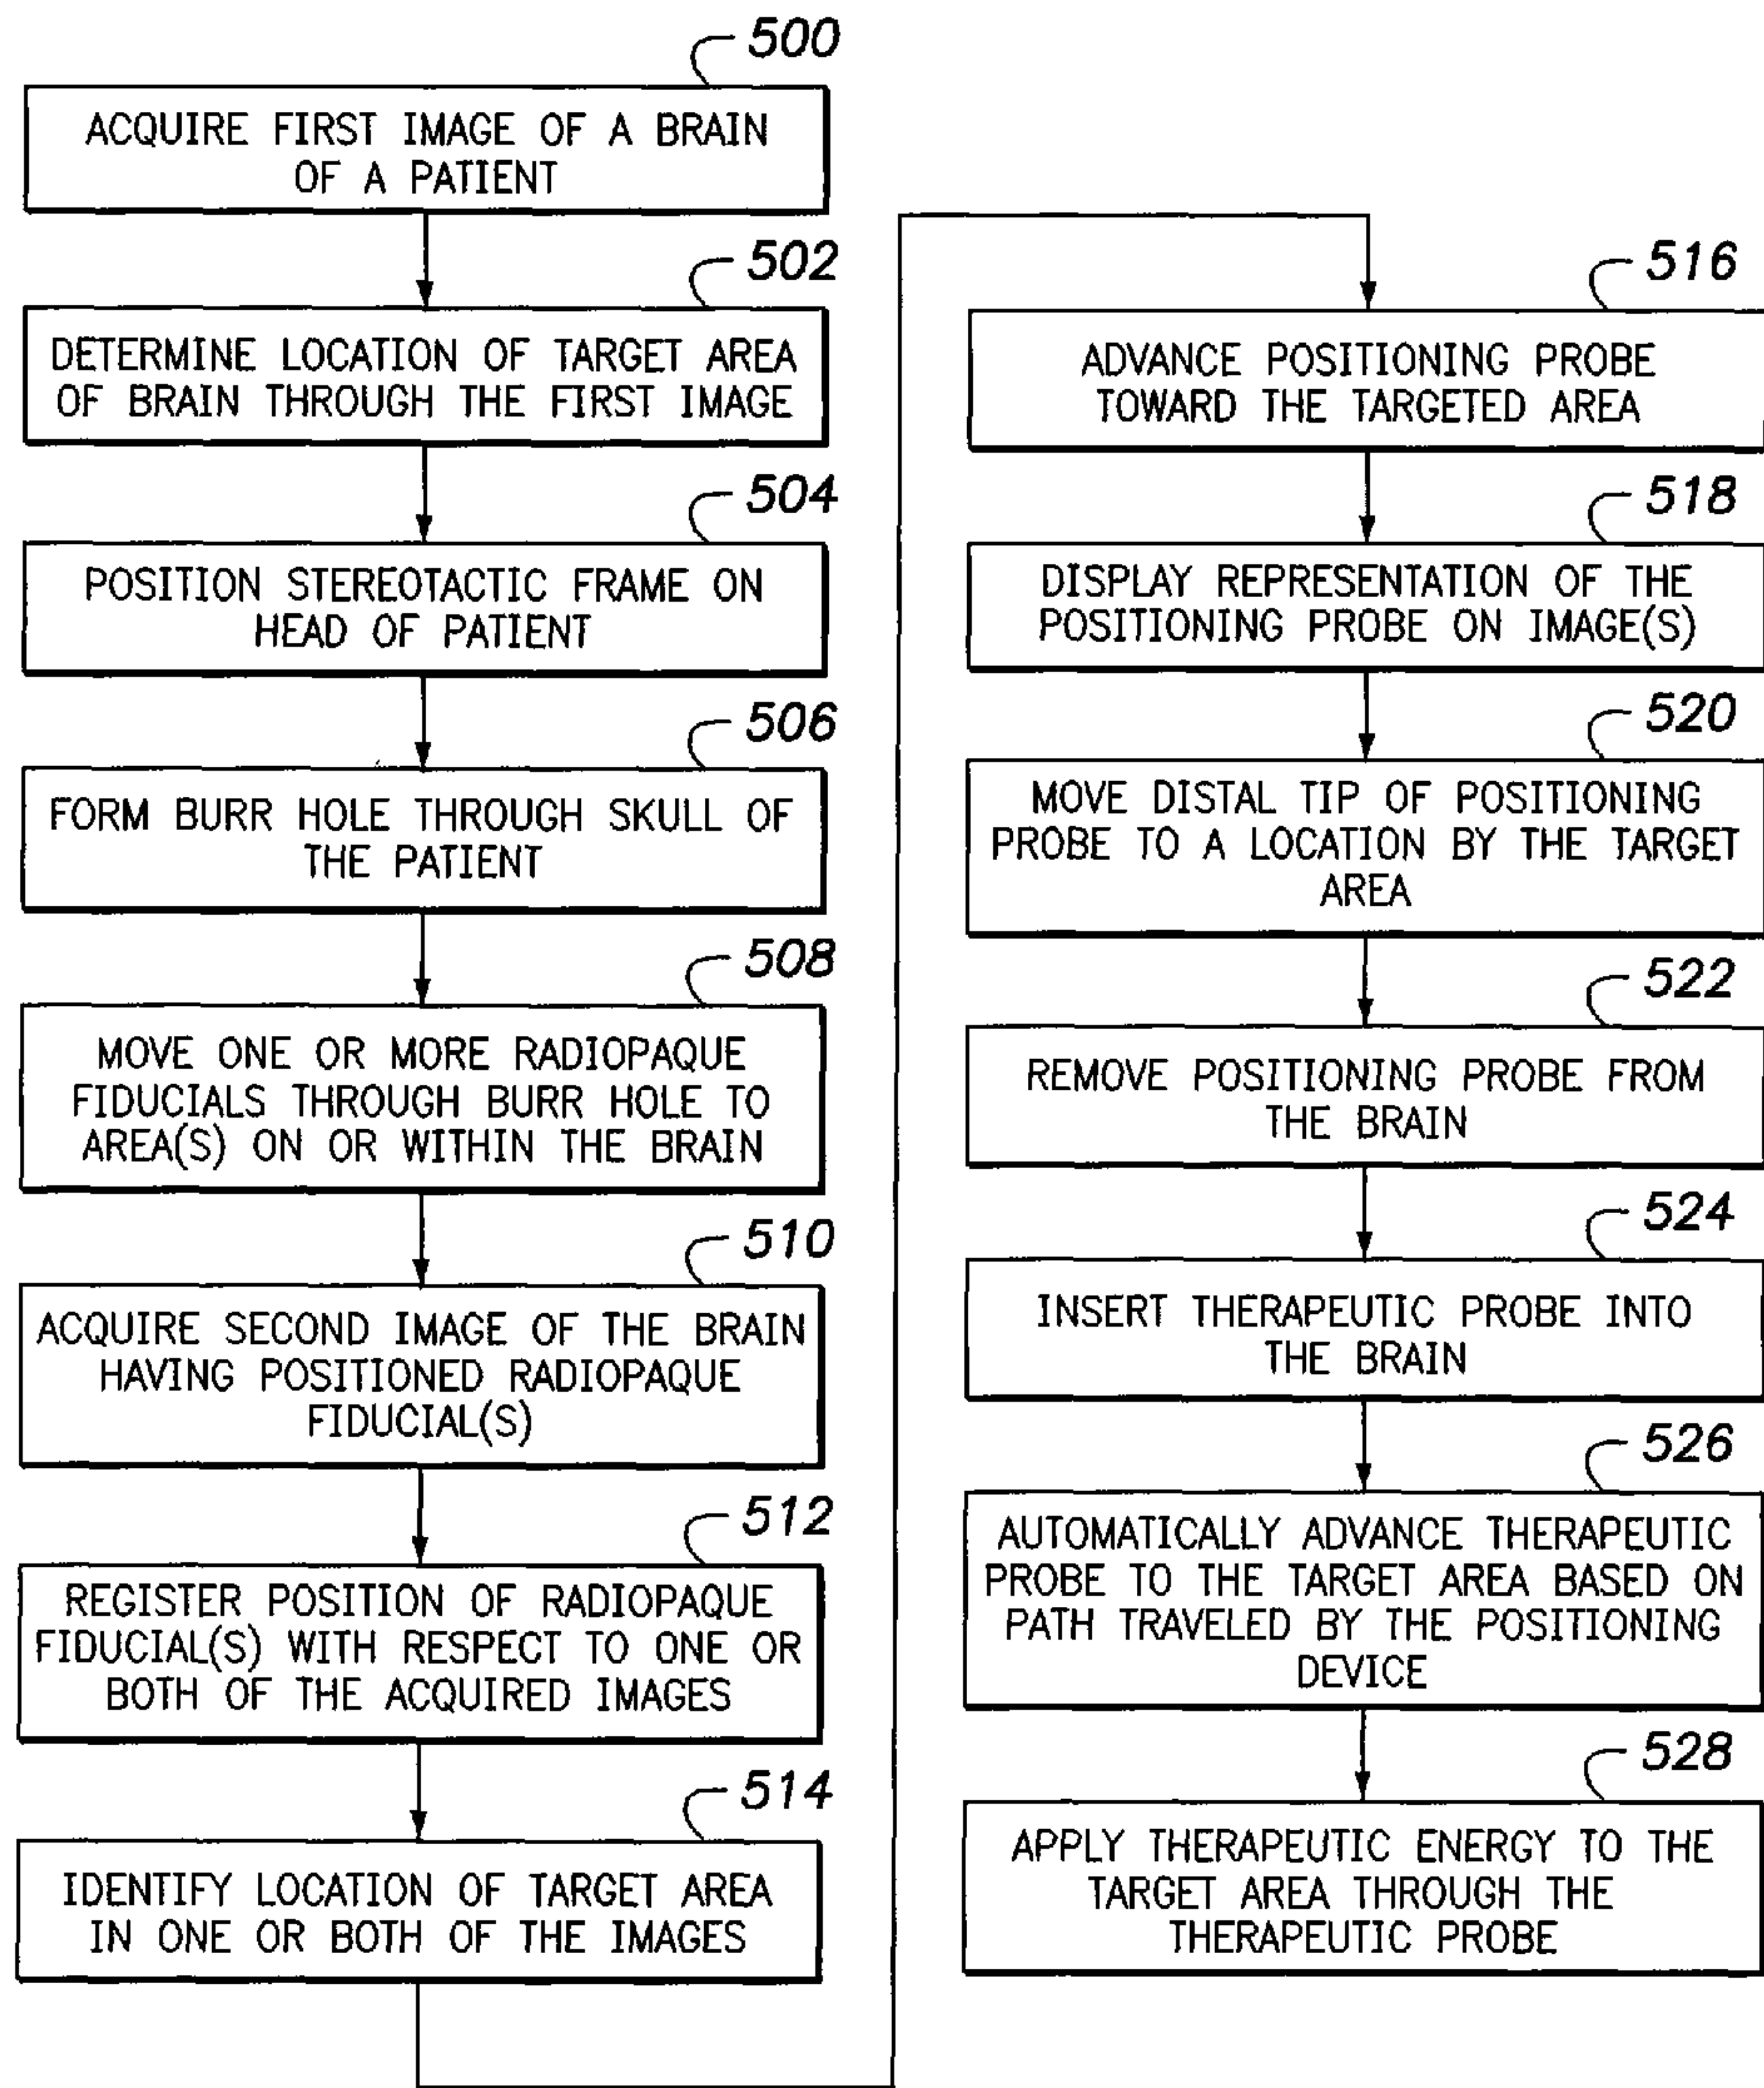 500
ACQUIRE FIRST IMAGE OF A BRAIN
OF A PATIENT
502
DETERMINE LOCATION OF TARGET AREA
OF BRAIN THROUGH THE FIRST IMAGE
504
POSITION STEREOTACTIC FRAME ON
HEAD OF PATIENT
506
FORM BURR HOLE THROUGH SKULL OF
THE PATIENT
508
MOVE ONE OR MORE RADIOPAQUE
FIDUCIALS THROUGH BURR HOLE TO
AREA(S) ON OR WITHIN THE BRAIN
510
ACQUIRE SECOND IMAGE OF THE BRAIN
HAVING POSITIONED RADIOPAQUE
FIDUCIAL(S)
512
REGISTER POSITION OF RADIOPAQUE
FIDUCIAL(S) WITH RESPECT TO ONE OR
BOTH OF THE ACQUIRED IMAGES
514
IDENTIFY LOCATION OF TARGET AREA
IN ONE OR BOTH OF THE IMAGES
516
ADVANCE POSITIONING PROBE
TOWARD THE TARGETED AREA
518
DISPLAY REPRESENTATION OF THE
POSITIONING PROBE ON IMAGE(S)
520
MOVE DISTAL TIP OF POSITIONING
PROBE TO A LOCATION BY THE TARGET
AREA
522
REMOVE POSITIONING PROBE FROM
THE BRAIN
524
INSERT THERAPEUTIC PROBE INTO
THE BRAIN
526
AUTOMATICALLY ADVANCE THERAPEUTIC
PROBE TO THE TARGET AREA BASED ON
PATH TRAVELED BY THE POSITIONING
DEVICE
528
APPLY THERAPEUTIC ENERGY TO THE
TARGET AREA THROUGH THE
THERAPEUTIC PROBE